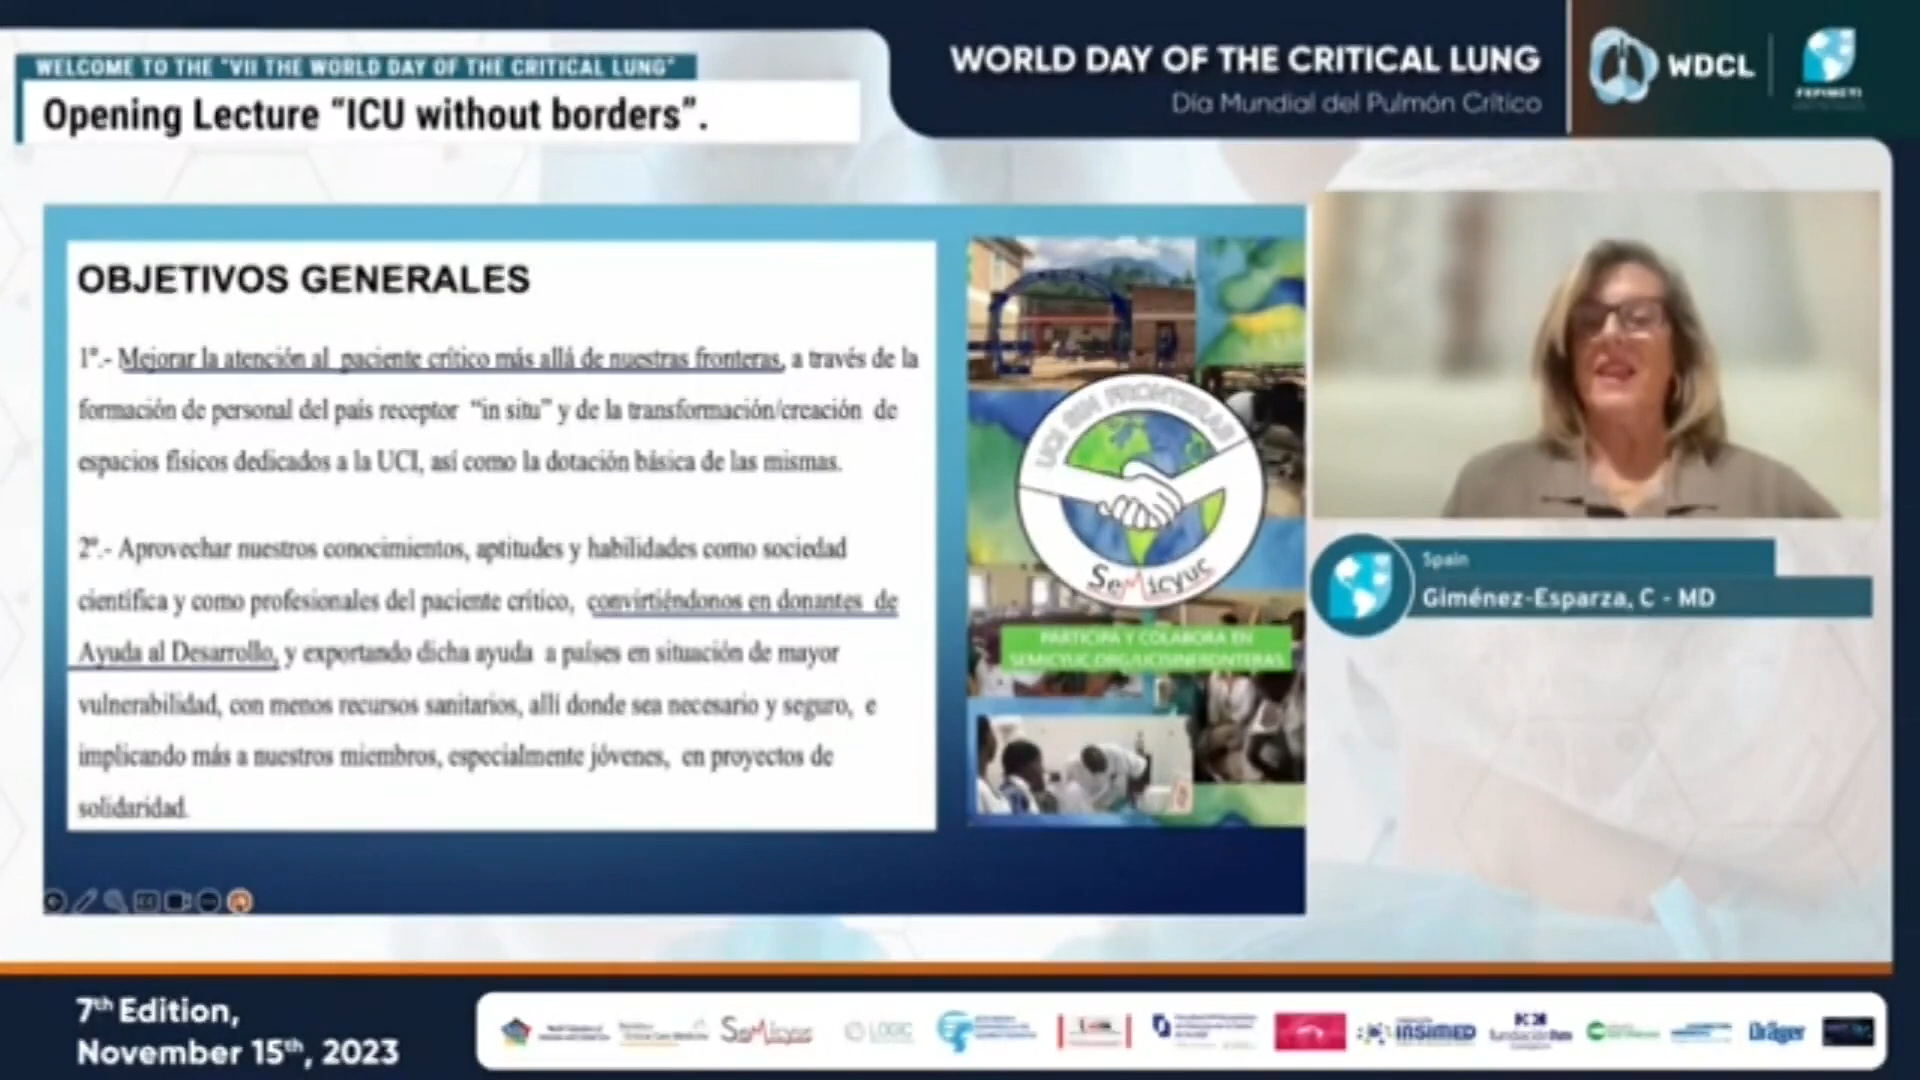 WELCOME TO THE "VII THE WORLD DAY OF THE CRITICAL LUNG"
Opening Lecture "ICU without borders".
WORLD DAY OF THE CRITICAL LUNG
Día Mundial del Pulmón Crítico
WDCL
FEPIMCTI
OBJETIVOS GENERALES
1º.- Mejorar la atención al paciente crítico más allá de nuestras fronteras, a través de la
formación de personal del país receptor "in situ" y de la transformación/creación de
espacios físicos dedicados a la UCI, así como la dotación básica de las mismas.
2º.- Aprovechar nuestros conocimientos, aptitudes y habilidades como sociedad
científica y como profesionales del paciente crítico, convirtiéndonos en donantes de
Ayuda al Desarrollo, y exportando dicha ayuda a países en situación de mayor
vulnerabilidad, con menos recursos sanitarios, allí donde sea necesario y seguro, e
implicando más a nuestros miembros, especialmente jóvenes, en proyectos de
solidaridad.
UCI SIN FRONTERAS
SeMicyuc
PARTICIPA Y COLABORA EN
SEMICYUC.ORG/UCISINFRONTERAS
Spain
Giménez-Esparza, C - MD
7th Edition,
November 15th, 2023
SeMicyuc
LOGIC
INSIMED
Dräger